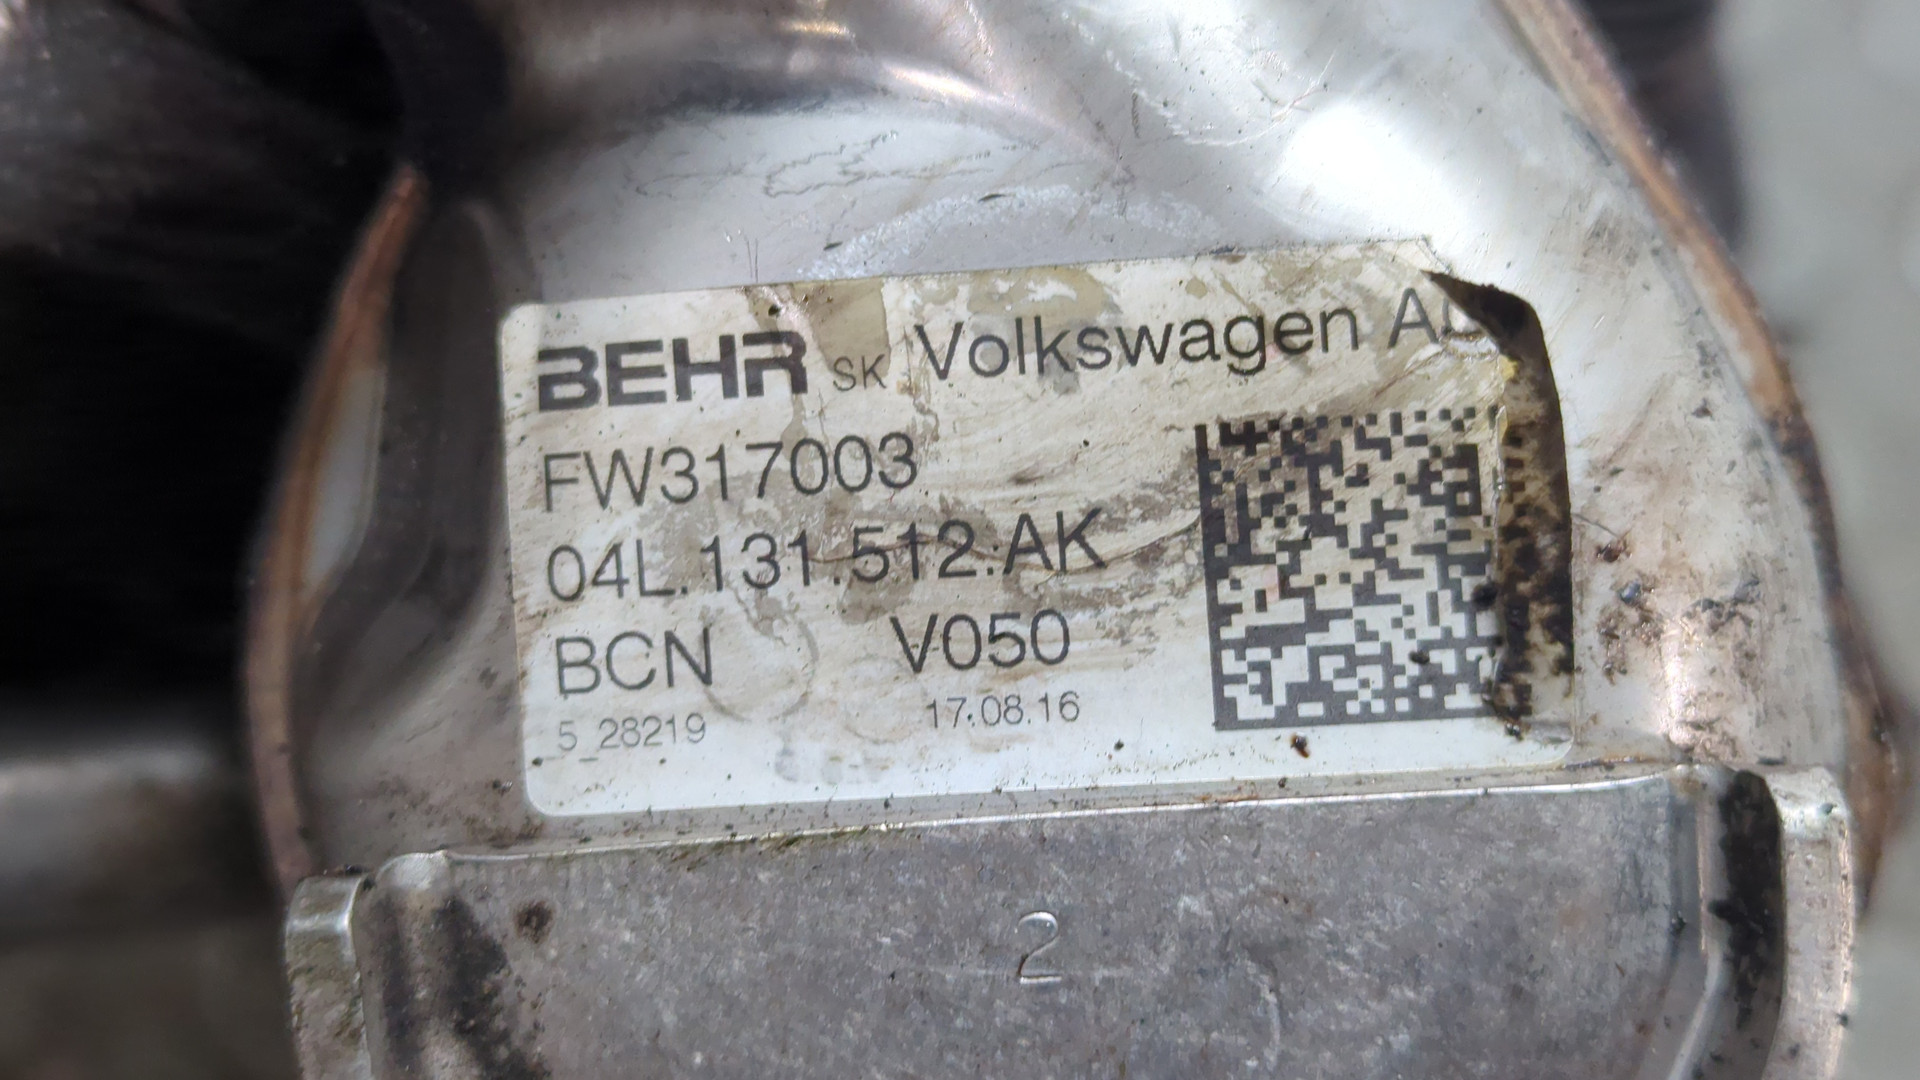 BEHR SK Volkswagen AG
FW317003
04L.131.512.AK
BCN V050
5_28219 17.08.16
2